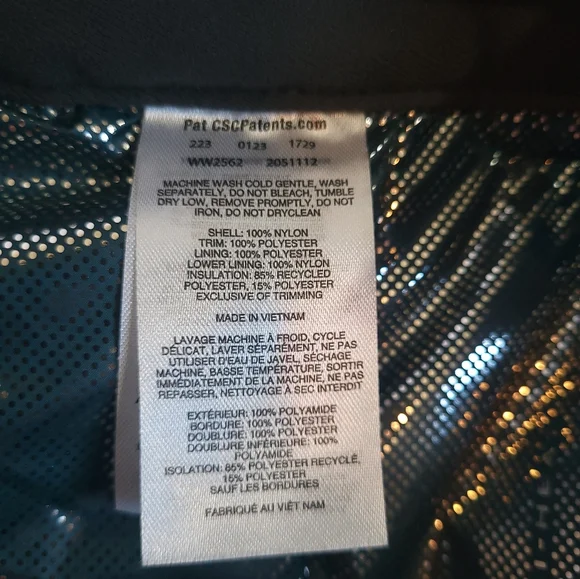 Pat CSCPatents.com
223 0123 1729
WW2562 2051112
MACHINE WASH COLD GENTLE, WASH
SEPARATELY, DO NOT BLEACH, TUMBLE
DRY LOW, REMOVE PROMPTLY, DO NOT
IRON, DO NOT DRYCLEAN
SHELL: 100% NYLON
TRIM: 100% POLYESTER
LINING: 100% POLYESTER
LOWER LINING: 100% NYLON
INSULATION: 85% RECYCLED
POLYESTER, 15% POLYESTER
EXCLUSIVE OF TRIMMING
MADE IN VIETNAM
LAVAGE MACHINE À FROID, CYCLE
DÉLICAT, LAVER SÉPARÉMENT, NE PAS
UTILISER D'EAU DE JAVEL, SÉCHAGE
MACHINE, BASSE TEMPÉRATURE, SORTIR
IMMÉDIATEMENT DE LA MACHINE, NE PAS
REPASSER, NETTOYAGE À SEC INTERDIT
EXTÉRIEUR: 100% POLYAMIDE
BORDURE: 100% POLYESTER
DOUBLURE: 100% POLYESTER
DOUBLURE INFÉRIEURE: 100%
POLYAMIDE
ISOLATION: 85% POLYESTER RECYCLÉ,
15% POLYESTER
SAUF LES BORDURES
FABRIQUÉ AU VIÊT NAM